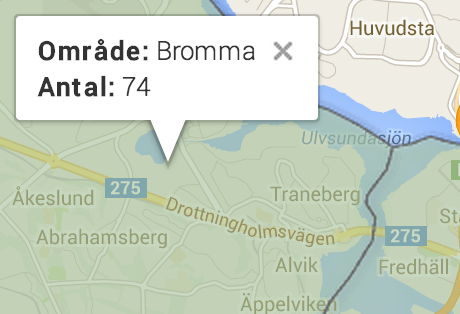 Område: Bromma
Antal: 74
Huvudsta
Ulvsundasjön
275
Åkeslund
Traneberg
Drottningholmsvägen
Abrahamsberg
275
Alvik
Fredhäll
Äppelviken